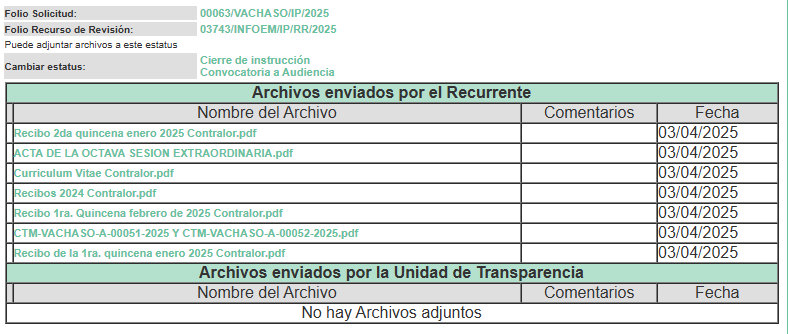 Folio Solicitud: 00063/VACHASO/IP/2025
Folio Recurso de Revisión: 03743/INFOEM/IP/RR/2025
Puede adjuntar archivos a este estatus
Cambiar estatus: Cierre de instrucción
Convocatoria a Audiencia
Archivos enviados por el Recurrente
Nombre del Archivo Comentarios Fecha
Recibo 2da quincena enero 2025 Contralor.pdf 03/04/2025
ACTA DE LA OCTAVA SESION EXTRAORDINARIA.pdf 03/04/2025
Curriculum Vitae Contralor.pdf 03/04/2025
Recibos 2024 Contralor.pdf 03/04/2025
Recibo 1ra. Quincena febrero de 2025 Contralor.pdf 03/04/2025
CTM-VACHASO-A-00051-2025 Y CTM-VACHASO-A-00052-2025.pdf 03/04/2025
Recibo de la 1ra. quincena enero 2025 Contralor.pdf 03/04/2025
Archivos enviados por la Unidad de Transparencia
Nombre del Archivo Comentarios Fecha
No hay Archivos adjuntos